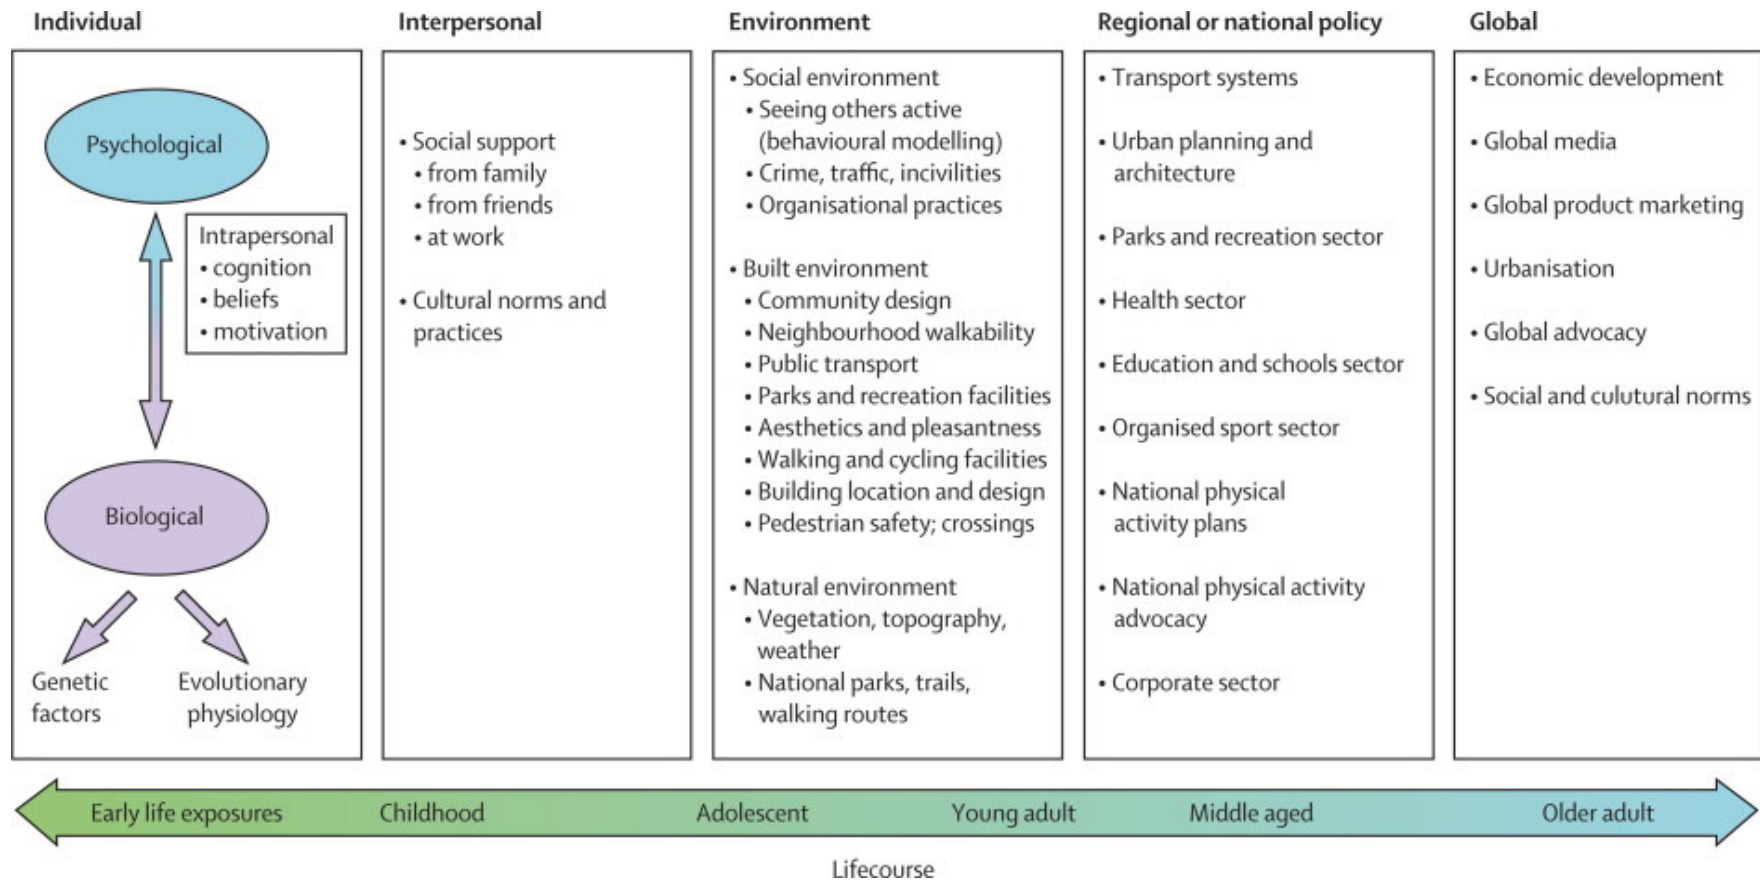 Individual
Psychological
Intrapersonal
• cognition
• beliefs
• motivation
Biological
Genetic
factors
Evolutionary
physiology
Interpersonal
• Social support
• from family
• from friends
• at work
• Cultural norms and
practices
Environment
• Social environment
• Seeing others active
(behavioural modelling)
• Crime, traffic, incivilities
• Organisational practices
• Built environment
• Community design
• Neighbourhood walkability
• Public transport
• Parks and recreation facilities
• Aesthetics and pleasantness
• Walking and cycling facilities
• Building location and design
• Pedestrian safety; crossings
• Natural environment
• Vegetation, topography,
weather
• National parks, trails,
walking routes
Regional or national policy
• Transport systems
• Urban planning and
architecture
• Parks and recreation sector
• Health sector
• Education and schools sector
• Organised sport sector
• National physical
activity plans
• National physical activity
advocacy
• Corporate sector
Global
• Economic development
• Global media
• Global product marketing
• Urbanisation
• Global advocacy
• Social and culutural norms
Early life exposures
Childhood
Adolescent
Young adult
Middle aged
Older adult
Lifecourse